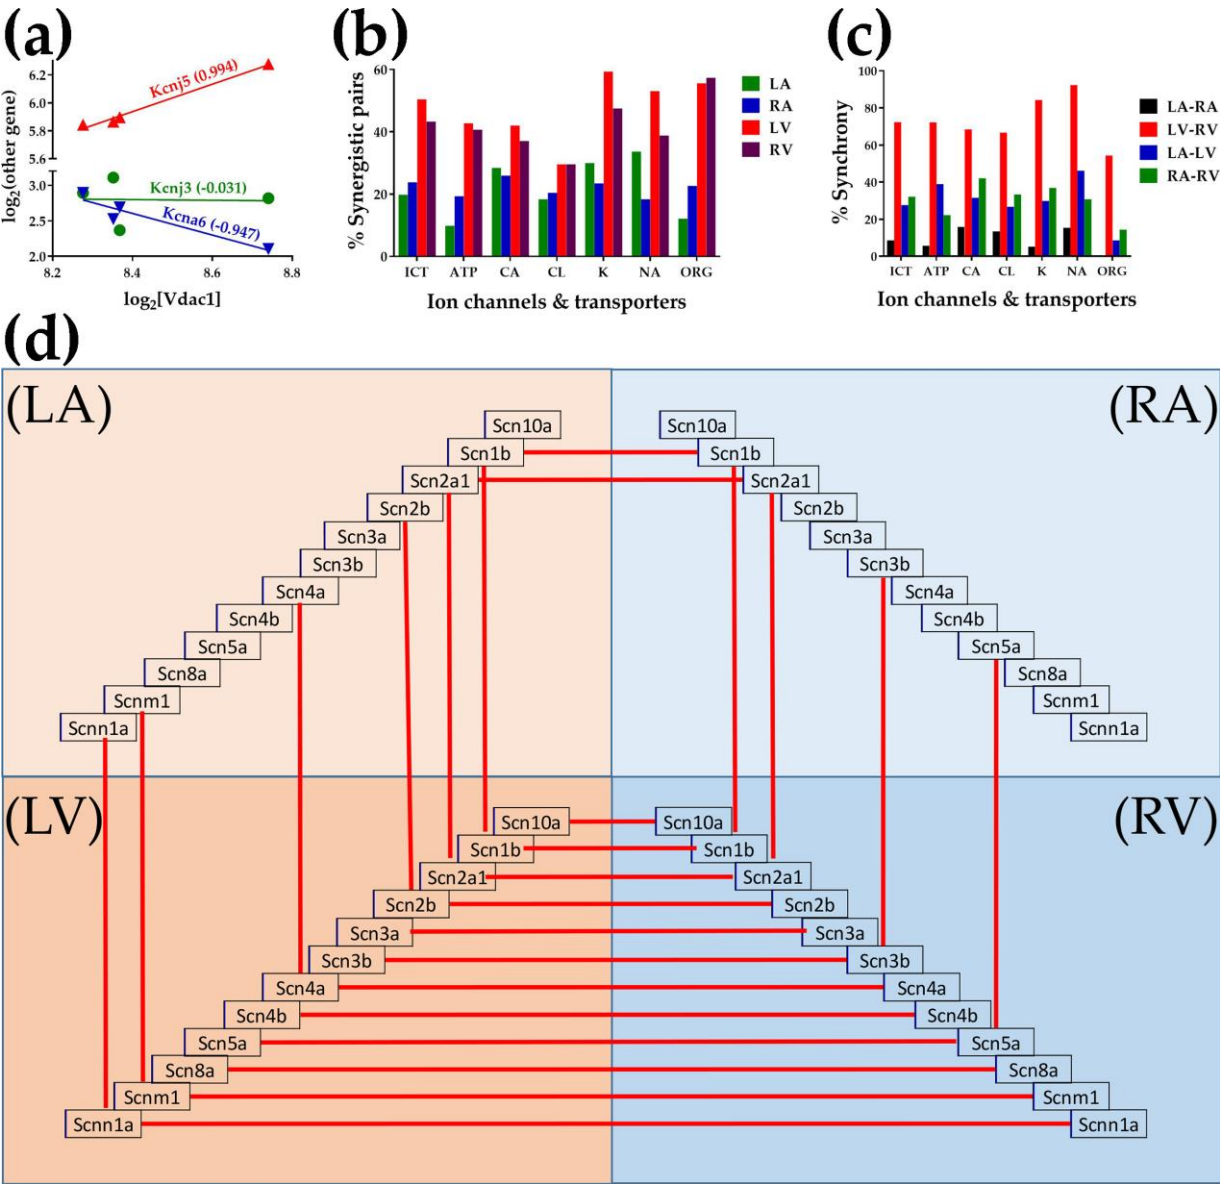 (a)
log2(other gene)
6.2
6.0
5.8
5.6
3.0
2.5
2.0
Kcnj5 (0.994)
Kcnj3 (-0.031)
Kcna6 (-0.947)
8.2 8.4 8.6 8.8
log2[Vdac1]
(b)
% Synergistic pairs
60
40
20
0
LA
RA
LV
RV
ICT ATP CA CL K NA ORG
Ion channels & transporters
(c)
% Synchrony
100
80
60
40
20
0
LA-RA
LV-RV
LA-LV
RA-RV
ICT ATP CA CL K NA ORG
Ion channels & transporters
(d)
(LA)
Scn10a
Scn1b
Scn2a1
Scn2b
Scn3a
Scn3b
Scn4a
Scn4b
Scn5a
Scn8a
Scnm1
Scnn1a
(RA)
Scn10a
Scn1b
Scn2a1
Scn2b
Scn3a
Scn3b
Scn4a
Scn4b
Scn5a
Scn8a
Scnm1
Scnn1a
(LV)
Scn10a
Scn1b
Scn2a1
Scn2b
Scn3a
Scn3b
Scn4a
Scn4b
Scn5a
Scn8a
Scnm1
Scnn1a
(RV)
Scn10a
Scn1b
Scn2a1
Scn2b
Scn3a
Scn3b
Scn4a
Scn4b
Scn5a
Scn8a
Scnm1
Scnn1a